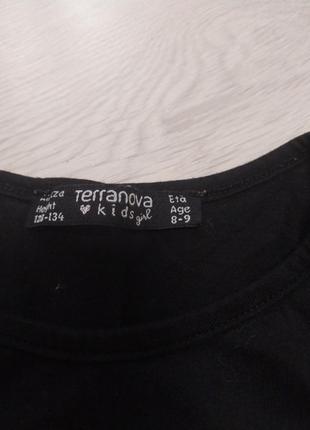 Terranova
kids girl
Height
128-134
Età
Age
8-9